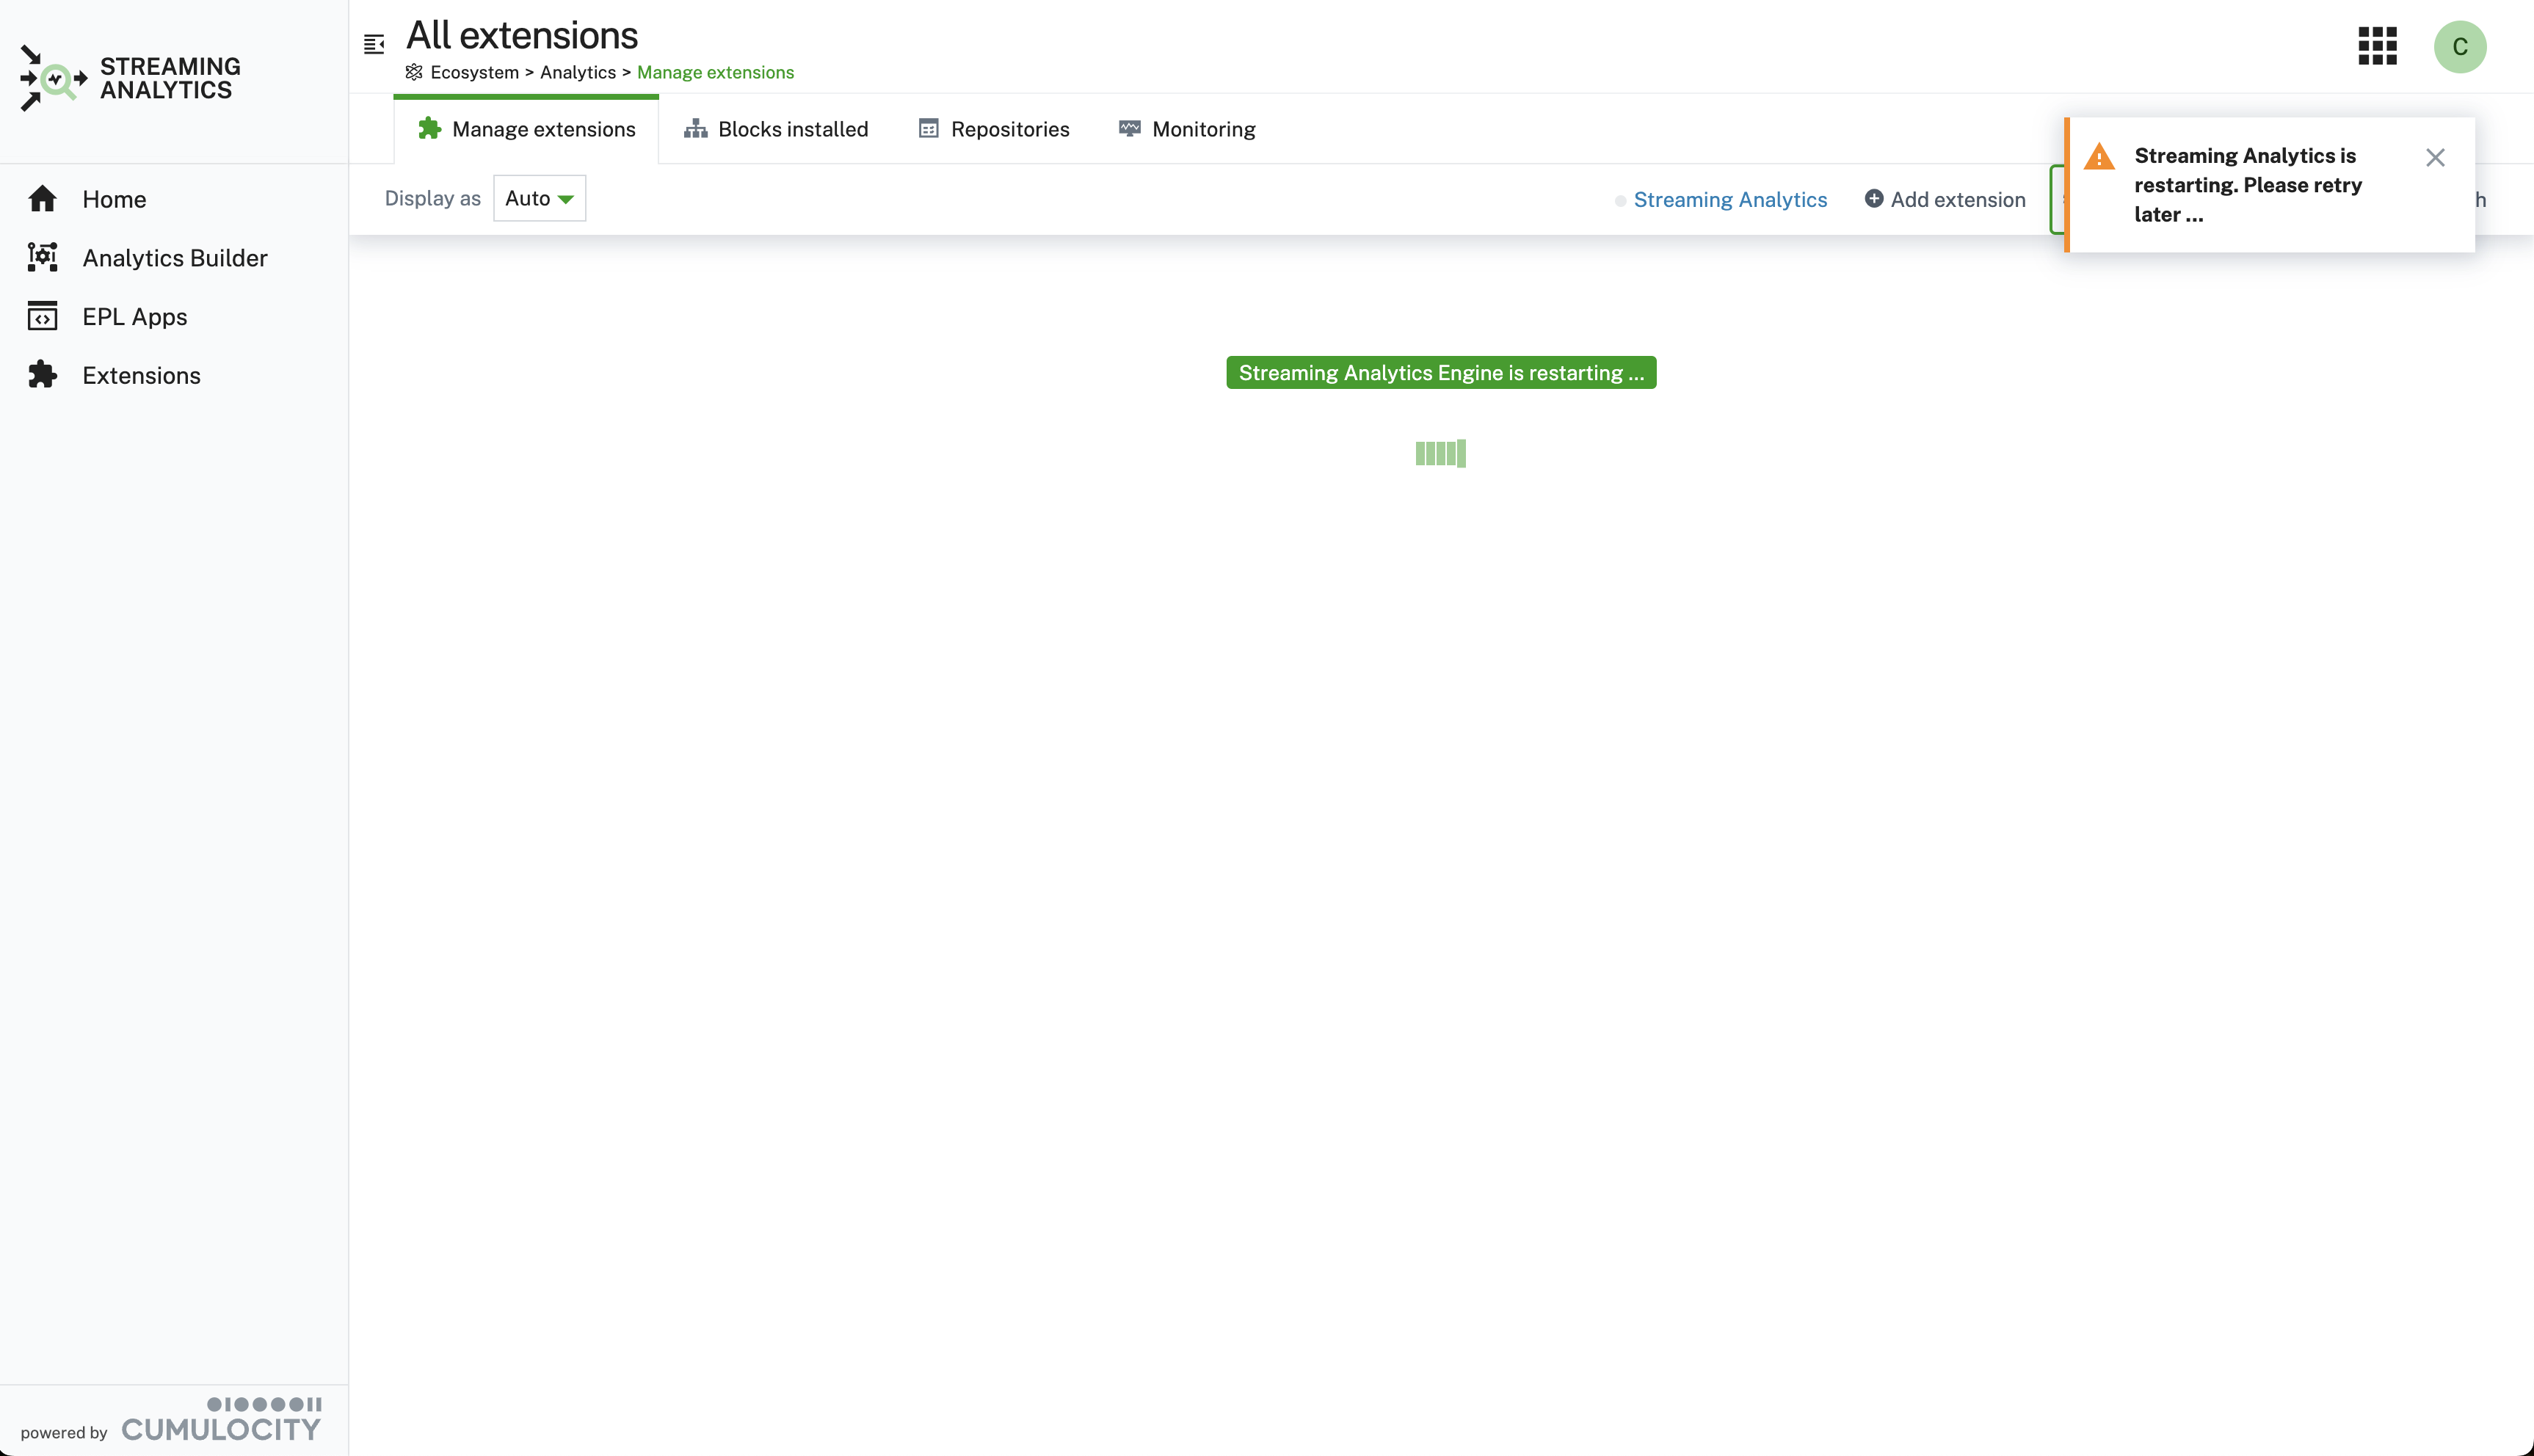 STREAMING
ANALYTICS
All extensions
Ecosystem > Analytics > Manage extensions
C
Manage extensions
Blocks installed
Repositories
Monitoring
Streaming Analytics is
restarting. Please retry
later ...
Display as
Auto
Streaming Analytics
Add extension
Home
Analytics Builder
EPL Apps
Extensions
Streaming Analytics Engine is restarting ...
powered by
CUMULOCITY